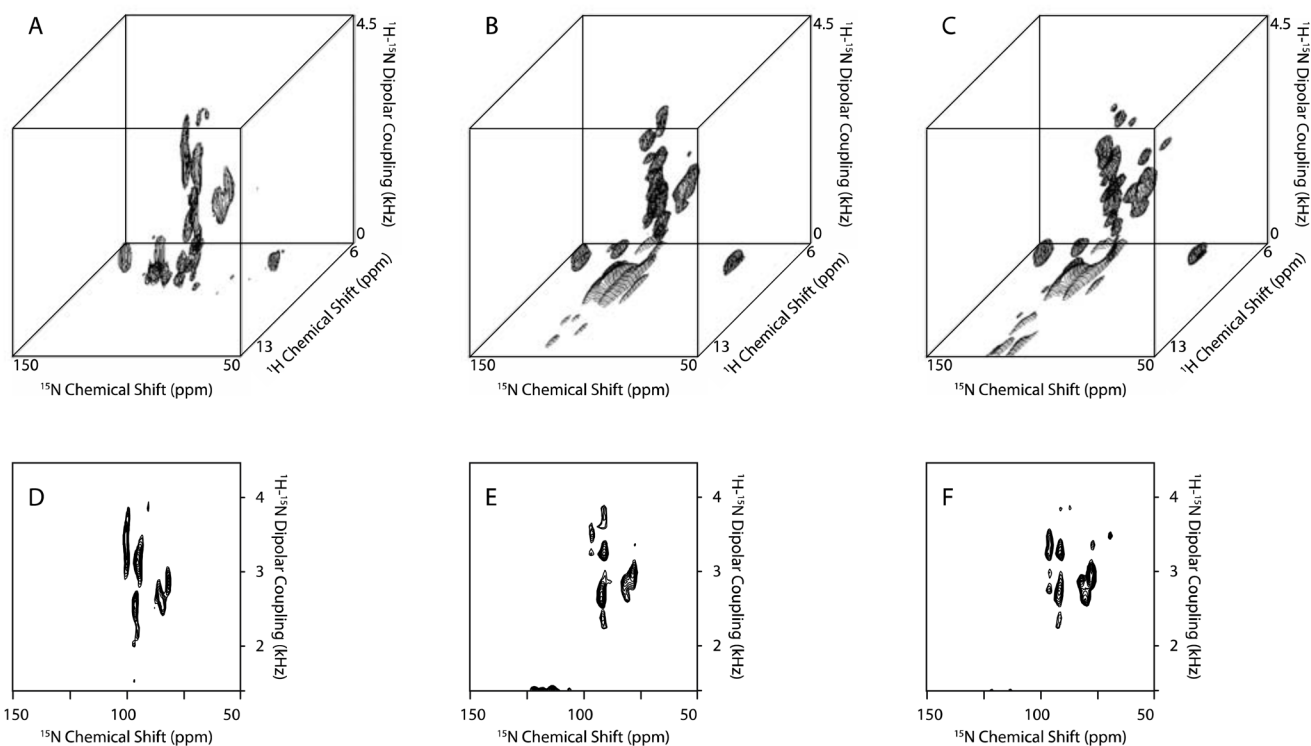 A
4.5
¹H-¹⁵N Dipolar Coupling (kHz)
0
6
¹H Chemical Shift (ppm)
13
150
50
¹⁵N Chemical Shift (ppm)
B
4.5
¹H-¹⁵N Dipolar Coupling (kHz)
0
6
¹H Chemical Shift (ppm)
13
150
50
¹⁵N Chemical Shift (ppm)
C
4.5
¹H-¹⁵N Dipolar Coupling (kHz)
0
6
¹H Chemical Shift (ppm)
13
150
50
¹⁵N Chemical Shift (ppm)
D
4
3
2
¹H-¹⁵N Dipolar Coupling (kHz)
150
100
50
¹⁵N Chemical Shift (ppm)
E
4
3
2
¹H-¹⁵N Dipolar Coupling (kHz)
150
100
50
¹⁵N Chemical Shift (ppm)
F
4
3
2
¹H-¹⁵N Dipolar Coupling (kHz)
150
100
50
¹⁵N Chemical Shift (ppm)